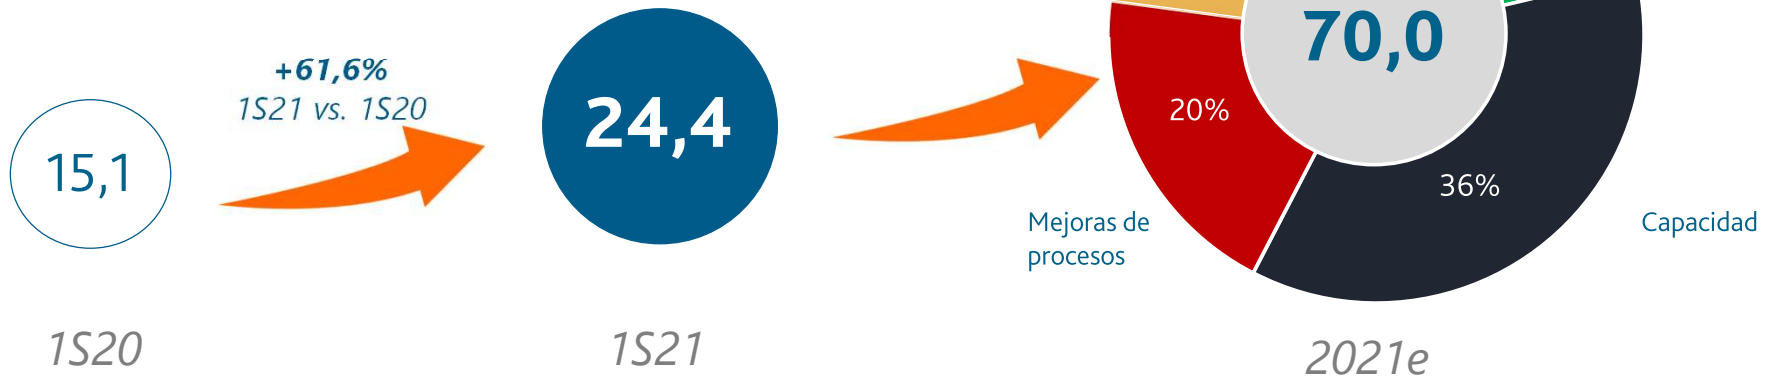 15,1
+61,6%
1S21 vs. 1S20
24,4
70,0
20%
36%
Mejoras de
procesos
Capacidad
1S20
1S21
2021e